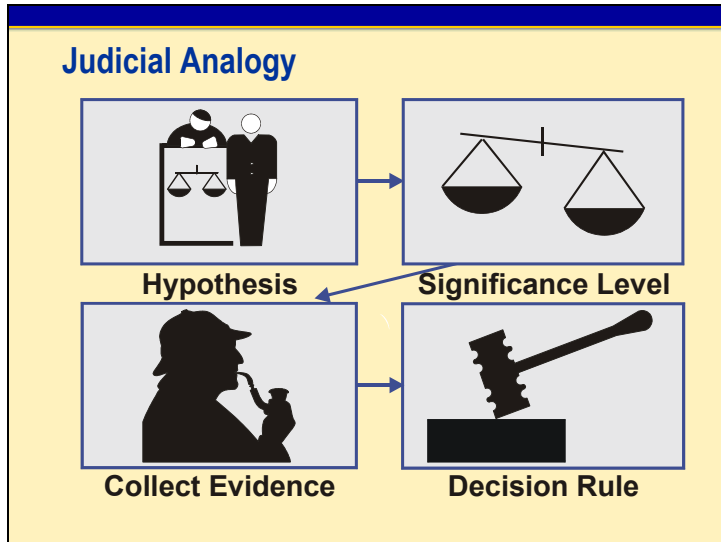 Judicial Analogy
Hypothesis
Significance Level
Collect Evidence
Decision Rule